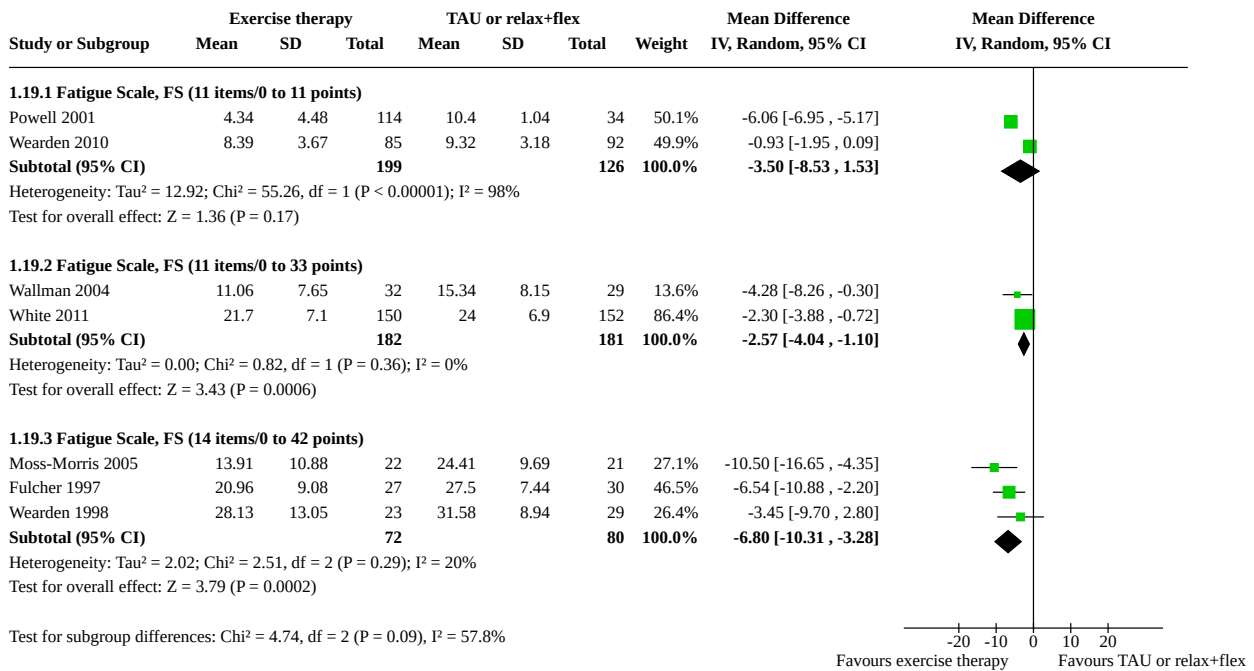 Exercise therapy TAU or relax+flex Mean Difference Mean Difference
Study or Subgroup Mean SD Total Mean SD Total Weight IV, Random, 95% CI IV, Random, 95% CI
1.19.1 Fatigue Scale, FS (11 items/0 to 11 points)
Powell 2001 4.34 4.48 114 10.4 1.04 34 50.1% -6.06 [-6.95 , -5.17]
Wearden 2010 8.39 3.67 85 9.32 3.18 92 49.9% -0.93 [-1.95 , 0.09]
Subtotal (95% CI) 199 126 100.0% -3.50 [-8.53 , 1.53]
Heterogeneity: Tau² = 12.92; Chi² = 55.26, df = 1 (P < 0.00001); I² = 98%
Test for overall effect: Z = 1.36 (P = 0.17)
1.19.2 Fatigue Scale, FS (11 items/0 to 33 points)
Wallman 2004 11.06 7.65 32 15.34 8.15 29 13.6% -4.28 [-8.26 , -0.30]
White 2011 21.7 7.1 150 24 6.9 152 86.4% -2.30 [-3.88 , -0.72]
Subtotal (95% CI) 182 181 100.0% -2.57 [-4.04 , -1.10]
Heterogeneity: Tau² = 0.00; Chi² = 0.82, df = 1 (P = 0.36); I² = 0%
Test for overall effect: Z = 3.43 (P = 0.0006)
1.19.3 Fatigue Scale, FS (14 items/0 to 42 points)
Moss-Morris 2005 13.91 10.88 22 24.41 9.69 21 27.1% -10.50 [-16.65 , -4.35]
Fulcher 1997 20.96 9.08 27 27.5 7.44 30 46.5% -6.54 [-10.88 , -2.20]
Wearden 1998 28.13 13.05 23 31.58 8.94 29 26.4% -3.45 [-9.70 , 2.80]
Subtotal (95% CI) 72 80 100.0% -6.80 [-10.31 , -3.28]
Heterogeneity: Tau² = 2.02; Chi² = 2.51, df = 2 (P = 0.29); I² = 20%
Test for overall effect: Z = 3.79 (P = 0.0002)
Test for subgroup differences: Chi² = 4.74, df = 2 (P = 0.09), I² = 57.8%
-20 -10 0 10 20
Favours exercise therapy Favours TAU or relax+flex